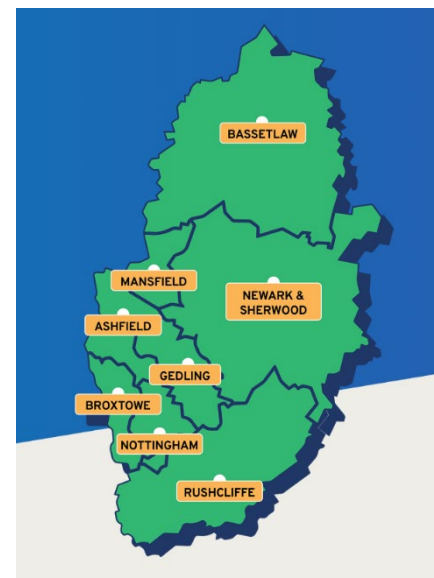 BASSETLAW
MANSFIELD
NEWARK &
SHERWOOD
ASHFIELD
GEDLING
BROXTOWE
NOTTINGHAM
RUSHCLIFFE